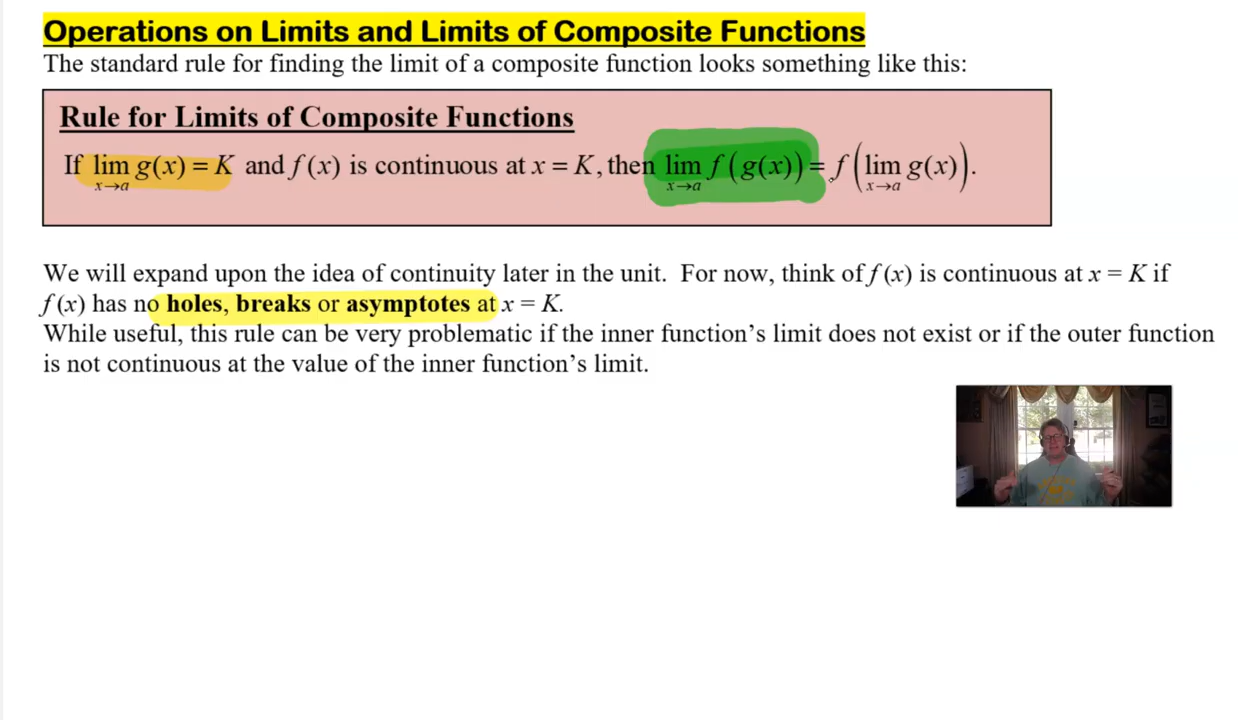 Operations on Limits and Limits of Composite Functions
The standard rule for finding the limit of a composite function looks something like this:
Rule for Limits of Composite Functions
If lim x→a g(x) = K and f(x) is continuous at x = K, then lim x→a f(g(x)) = f(lim x→a g(x)).
We will expand upon the idea of continuity later in the unit. For now, think of f(x) is continuous at x = K if
f(x) has no holes, breaks or asymptotes at x = K.
While useful, this rule can be very problematic if the inner function’s limit does not exist or if the outer function
is not continuous at the value of the inner function’s limit.